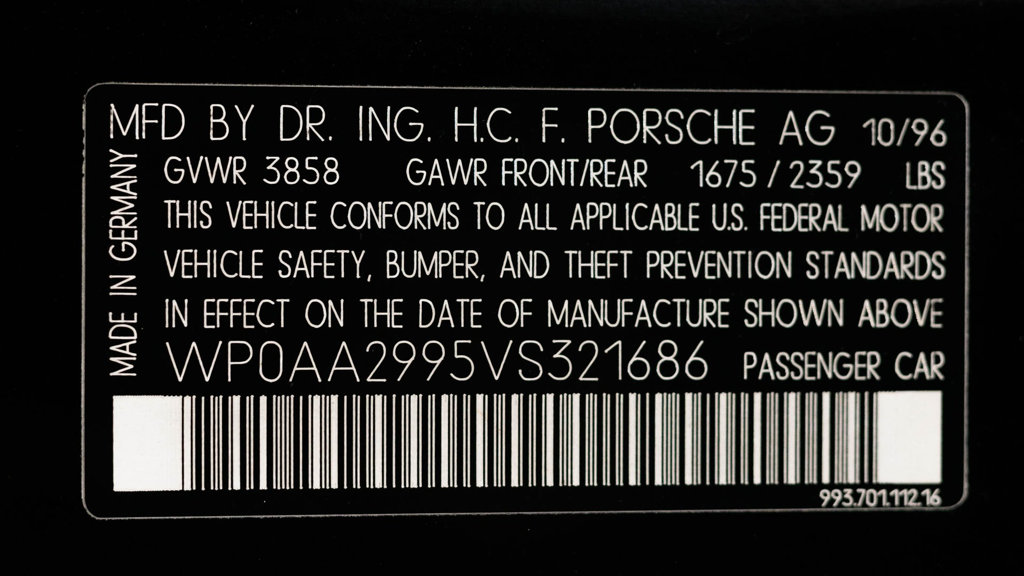 MFD BY DR. ING. H.C. F. PORSCHE AG 10/96
GVWR 3858 GAWR FRONT/REAR 1675 / 2359 LBS
THIS VEHICLE CONFORMS TO ALL APPLICABLE U.S. FEDERAL MOTOR
VEHICLE SAFETY, BUMPER, AND THEFT PREVENTION STANDARDS
IN EFFECT ON THE DATE OF MANUFACTURE SHOWN ABOVE
WP0AA2995VS321686 PASSENGER CAR
993.701.112.16
MADE IN GERMANY